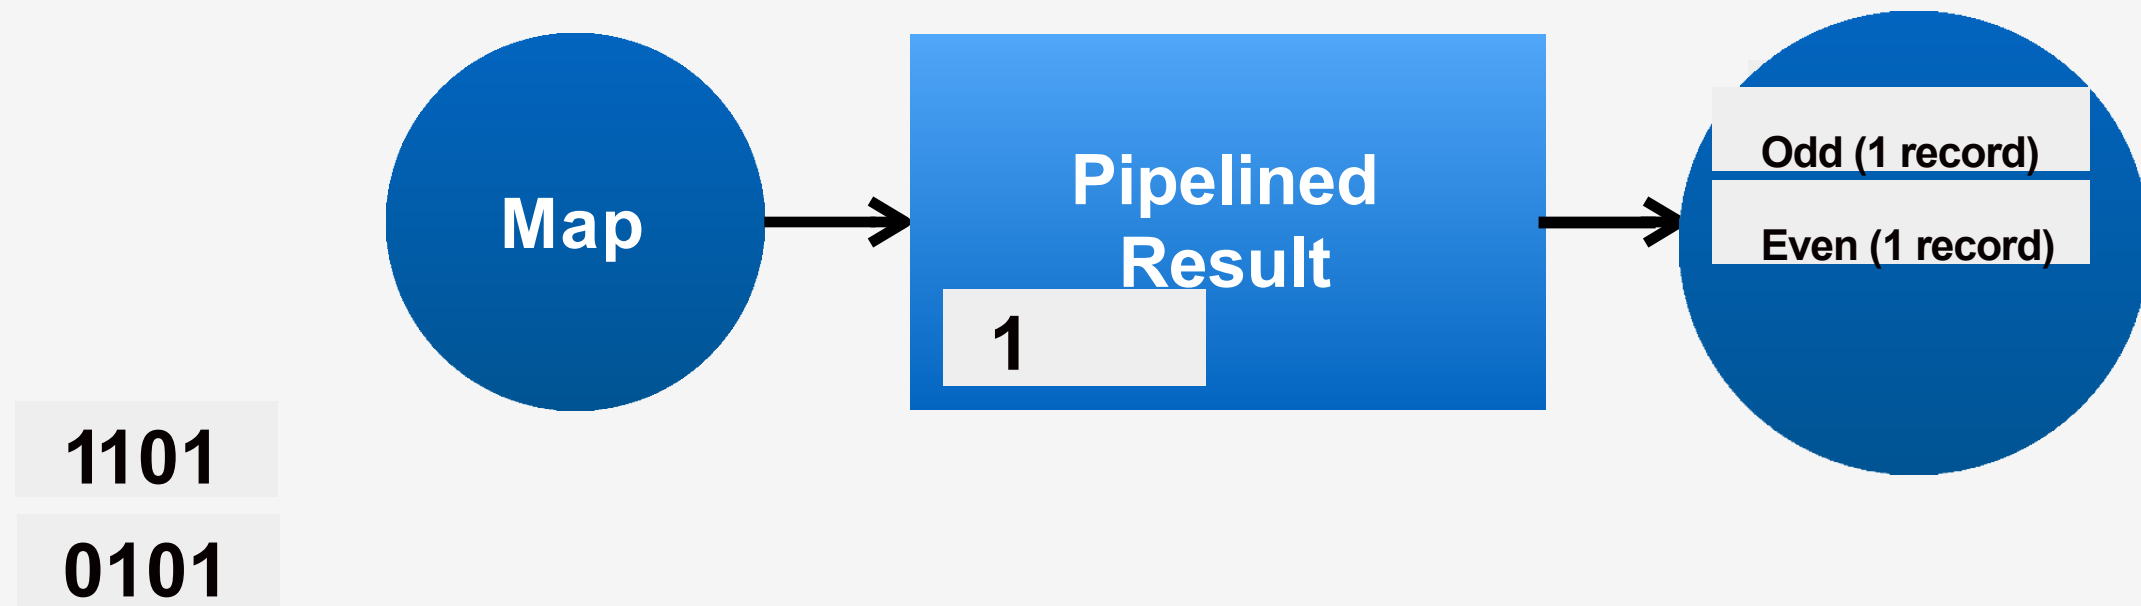 Map
Pipelined
Result
1
Odd (1 record)
Even (1 record)
1101
0101